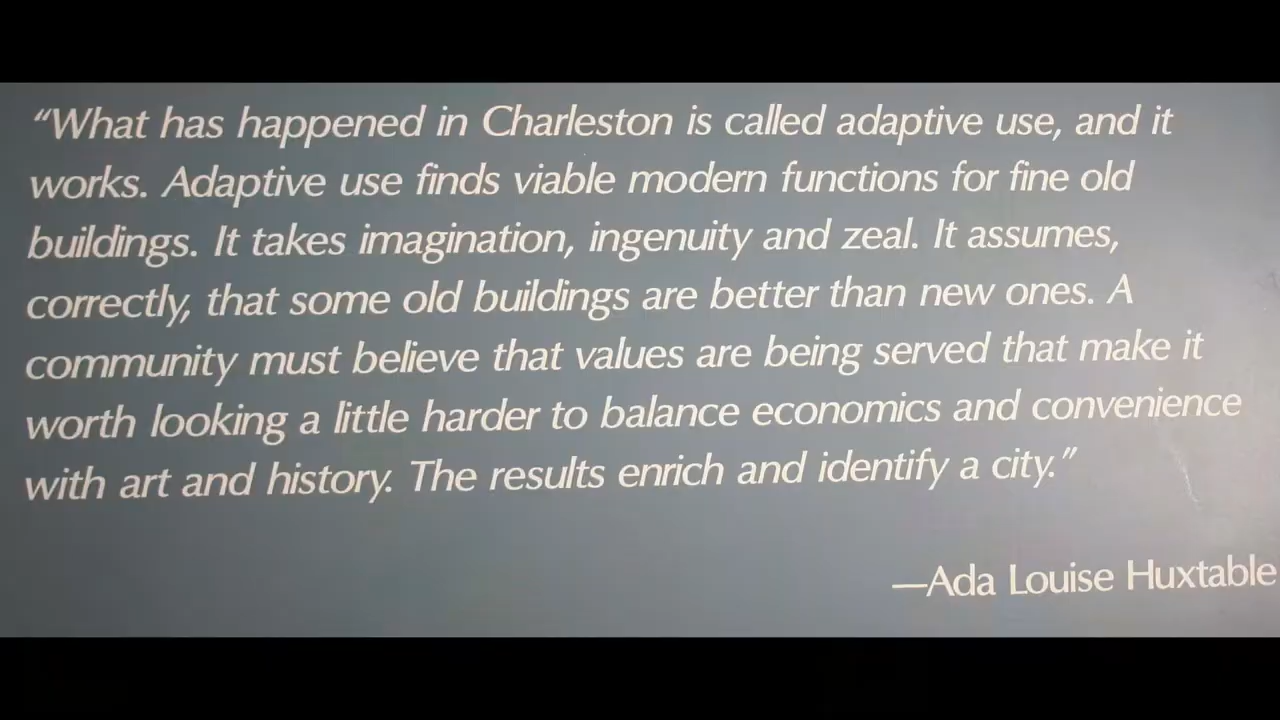 “What has happened in Charleston is called adaptive use, and it
works. Adaptive use finds viable modern functions for fine old
buildings. It takes imagination, ingenuity and zeal. It assumes,
correctly, that some old buildings are better than new ones. A
community must believe that values are being served that make it
worth looking a little harder to balance economics and convenience
with art and history. The results enrich and identify a city.”
—Ada Louise Huxtable